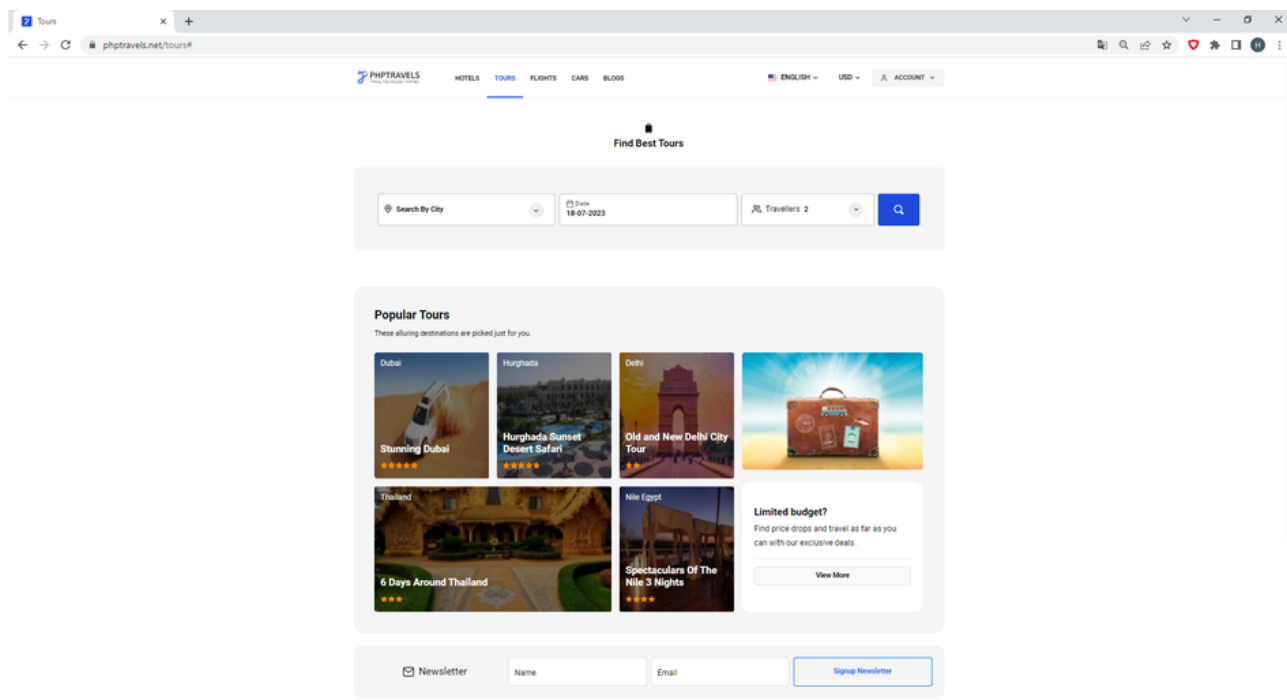 Tours
phptravels.net/tours#
H
PHPTRAVELS
HOTELS TOURS FLIGHTS CARS BLOGS
ENGLISH USD ACCOUNT
Find Best Tours
Search By City
Date
18-07-2023
Travellers 2
Popular Tours
These alluring destinations are picked just for you.
Dubai
Stunning Dubai
Hurghada
Hurghada Sunset
Desert Safari
Delhi
Old and New Delhi City
Tour
Thailand
6 Days Around Thailand
Nile Egypt
Spectaculars Of The
Nile 3 Nights
Limited budget?
Find price drops and travel as far as you
can with our exclusive deals.
View More
Newsletter
Name
Email
Signup Newsletter